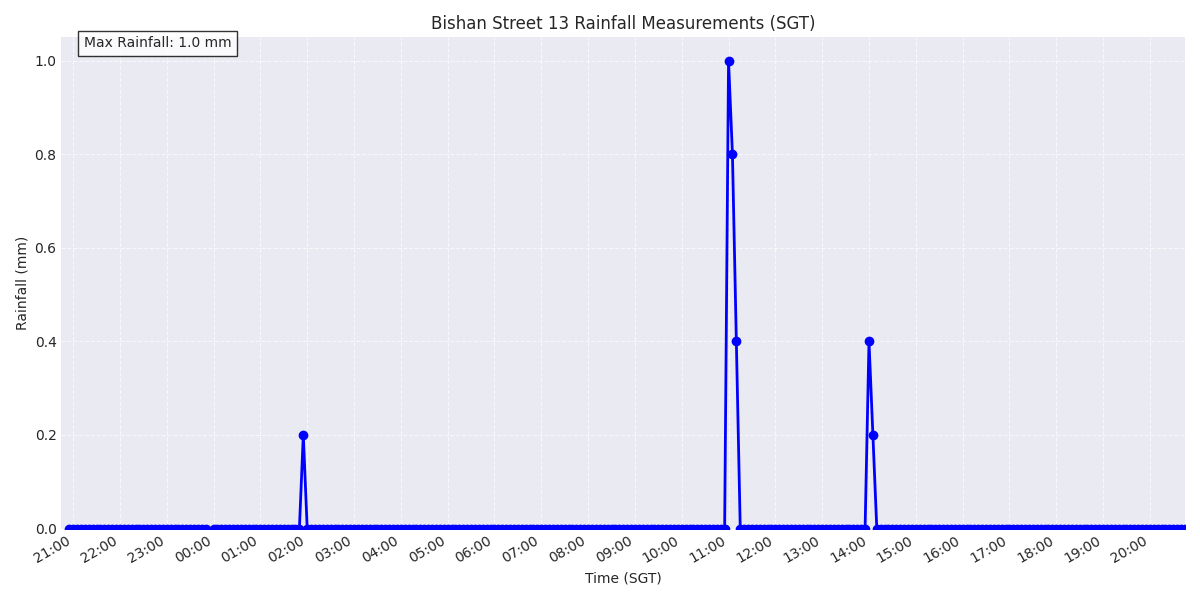 Bishan Street 13 Rainfall Measurements (SGT)
Max Rainfall: 1.0 mm
1.0
0.8
0.6
0.4
0.2
0.0
Rainfall (mm)
21:00 22:00 23:00 00:00 01:00 02:00 03:00 04:00 05:00 06:00 07:00 08:00 09:00 10:00 11:00 12:00 13:00 14:00 15:00 16:00 17:00 18:00 19:00 20:00
Time (SGT)